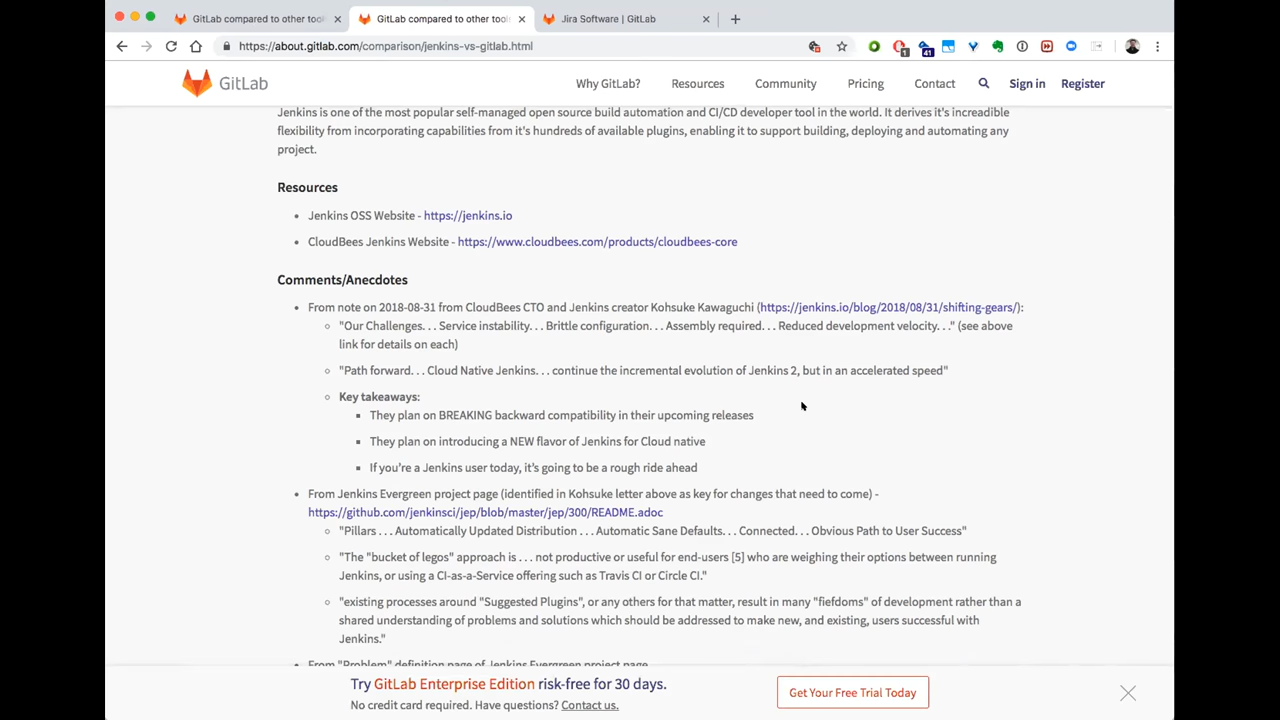 GitLab compared to other tool
GitLab compared to other tool
Jira Software | GitLab
https://about.gitlab.com/comparison/jenkins-vs-gitlab.html
1
41
GitLab
Why GitLab?
Resources
Community
Pricing
Contact
Sign in
Register
Jenkins is one of the most popular self-managed open source build automation and CI/CD developer tool in the world. It derives it's incredible
flexibility from incorporating capabilities from it's hundreds of available plugins, enabling it to support building, deploying and automating any
project.
Resources
• Jenkins OSS Website - https://jenkins.io
• CloudBees Jenkins Website - https://www.cloudbees.com/products/cloudbees-core
Comments/Anecdotes
• From note on 2018-08-31 from CloudBees CTO and Jenkins creator Kohsuke Kawaguchi (https://jenkins.io/blog/2018/08/31/shifting-gears/):
◦ "Our Challenges. . . Service instability. . . Brittle configuration. . . Assembly required. . . Reduced development velocity. . ." (see above
link for details on each)
◦ "Path forward. . . Cloud Native Jenkins. . . continue the incremental evolution of Jenkins 2, but in an accelerated speed"
◦ Key takeaways:
▪ They plan on BREAKING backward compatibility in their upcoming releases
▪ They plan on introducing a NEW flavor of Jenkins for Cloud native
▪ If you're a Jenkins user today, it's going to be a rough ride ahead
• From Jenkins Evergreen project page (identified in Kohsuke letter above as key for changes that need to come) -
https://github.com/jenkinsci/jep/blob/master/jep/300/README.adoc
◦ "Pillars . . . Automatically Updated Distribution . . . Automatic Sane Defaults. . . Connected. . . Obvious Path to User Success"
◦ "The "bucket of legos" approach is . . . not productive or useful for end-users [5] who are weighing their options between running
Jenkins, or using a CI-as-a-Service offering such as Travis CI or Circle CI."
◦ "existing processes around "Suggested Plugins", or any others for that matter, result in many "fiefdoms" of development rather than a
shared understanding of problems and solutions which should be addressed to make new, and existing, users successful with
Jenkins."
• From "Problem" definition page of Jenkins Evergreen project page
Try GitLab Enterprise Edition risk-free for 30 days.
No credit card required. Have questions? Contact us.
Get Your Free Trial Today